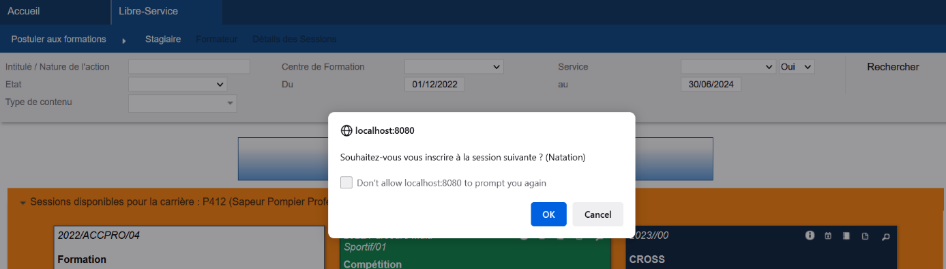 Accueil Libre-Service
Postuler aux formations Stagiaire Formateur Détails des Sessions
Intitulé / Nature de l'action Centre de Formation Service Oui Rechercher
Etat Du 01/12/2022 au 30/06/2024
Type de contenu
localhost:8080
Souhaitez-vous vous inscrire à la session suivante ? (Natation)
Don't allow localhost:8080 to prompt you again
OK Cancel
Sessions disponibles pour la carrière : P412 (Sapeur Pompier
2022/ACCPRO/04 2023//00
Sportif/01
Formation Compétition CROSS